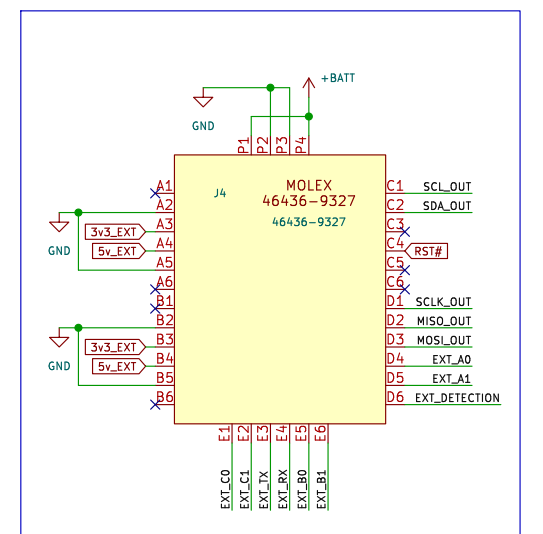 +BATT
GND
P1 P2 P3 P4
J4
MOLEX
46436-9327
46436-9327
A1
A2
3v3_EXT A3
5v_EXT A4
GND
A5
A6
B1
B2
3v3_EXT B3
5v_EXT B4
GND
B5
B6
C1 SCL_OUT
C2 SDA_OUT
C3
C4 RST#
C5
C6
D1 SCLK_OUT
D2 MISO_OUT
D3 MOSI_OUT
D4 EXT_A0
D5 EXT_A1
D6 EXT_DETECTION
E1 E2 E3 E4 E5 E6
EXT_C0
EXT_C1
EXT_TX
EXT_RX
EXT_B0
EXT_B1